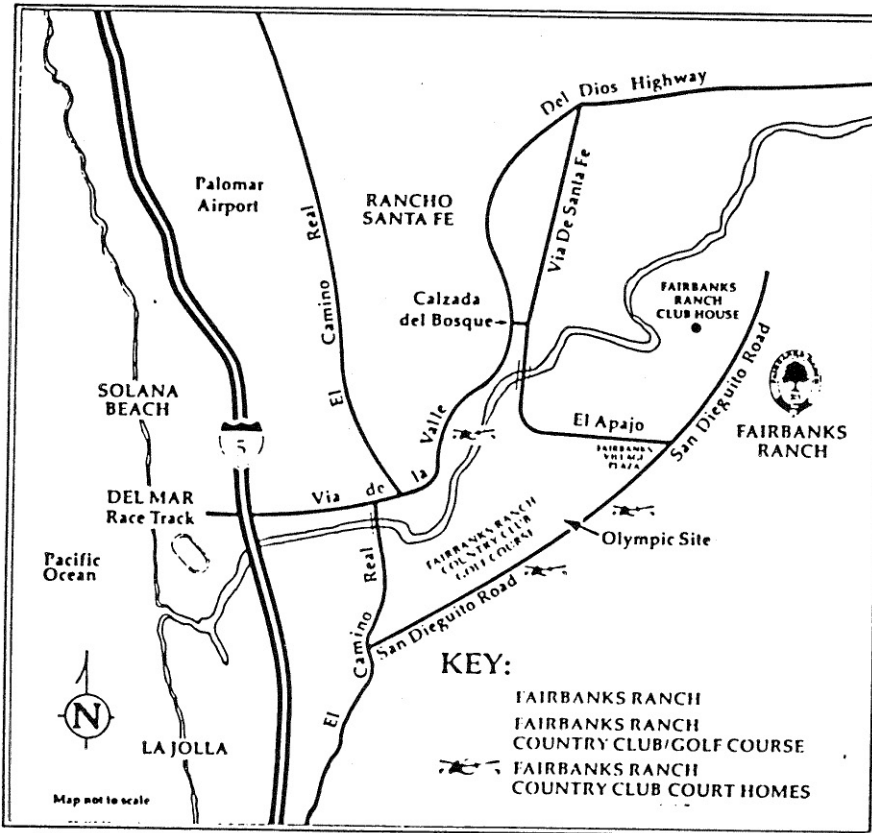 Del Dios Highway
Palomar
Airport
RANCHO
SANTA FE
El Camino Real
Via De Santa Fe
Calzada
del Bosque
FAIRBANKS
RANCH
CLUB HOUSE
San Dieguito Road
SOLANA
BEACH
5
Via de la Valle
El Apajo
FAIRBANKS
VILLAGE
PLAZA
FAIRBANKS
RANCH
DEL MAR
Race Track
Olympic Site
FAIRBANKS RANCH
COUNTRY CLUB
GOLF COURSE
Pacific
Ocean
El Camino Real
San Dieguito Road
N
LA JOLLA
Map not to scale
KEY:
FAIRBANKS RANCH
FAIRBANKS RANCH
COUNTRY CLUB/GOLF COURSE
FAIRBANKS RANCH
COUNTRY CLUB COURT HOMES